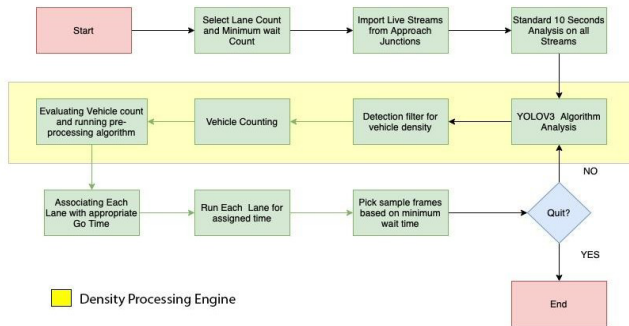 Start
Select Lane Count
and Minimum wait
Count
Import Live Streams
from Approach
Junctions
Standard 10 Seconds
Analysis on all
Streams
Evaluating Vehicle count
and running pre-
processing algorithm
Vehicle Counting
Detection filter for
vehicle density
YOLOV3 Algorithm
Analysis
NO
Associating Each
Lane with appropriate
Go Time
Run Each Lane for
assigned time
Pick sample frames
based on minimum
wait time
Quit?
YES
Density Processing Engine
End